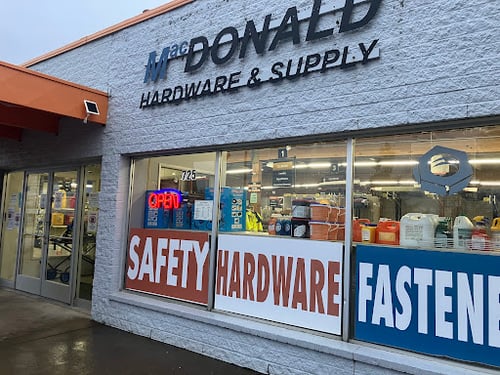 MacDONALD
HARDWARE & SUPPLY
725
OPEN
SAFETY
HARDWARE
FASTENE